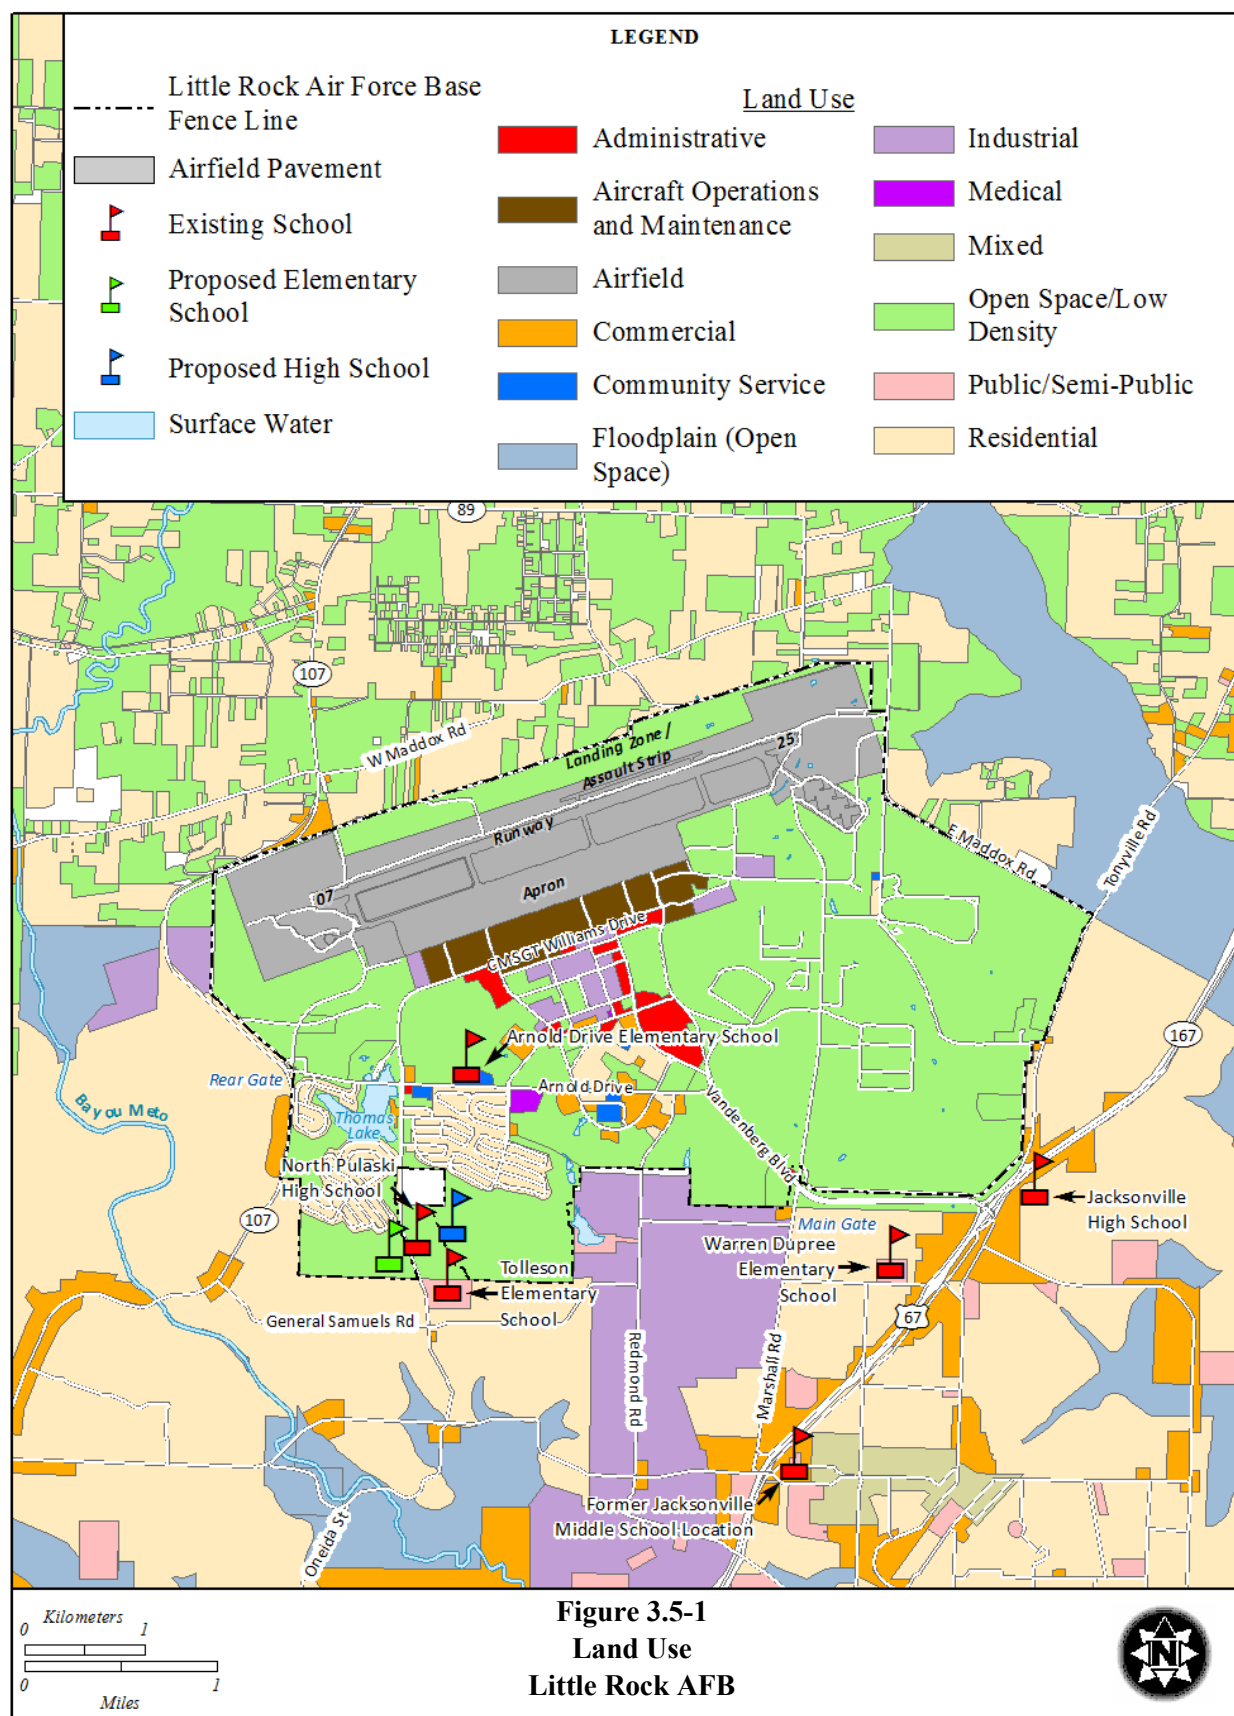 LEGEND
Little Rock Air Force Base
Fence Line
Airfield Pavement
Existing School
Proposed Elementary
School
Proposed High School
Surface Water
Land Use
Administrative
Aircraft Operations
and Maintenance
Airfield
Commercial
Community Service
Floodplain (Open
Space)
Industrial
Medical
Mixed
Open Space/Low
Density
Public/Semi-Public
Residential
89
107
W Maddox Rd
Landing Zone /
Assault Strip
25
Runway
07
Apron
E Maddox Rd
Tonyville Rd
CMSGT Williams Drive
167
Arnold Drive Elementary School
Rear Gate
Arnold Drive
Bayou Meto
Thomas
Lake
Vandenberg Blvd
North Pulaski
High School
107
Jacksonville
High School
Main Gate
Warren Dupree
Elementary
School
Tolleson
Elementary
School
General Samuels Rd
67
Redmond Rd
Marshall Rd
Former Jacksonville
Middle School Location
Oneida St
Kilometers
0 1
0 1
Miles
Figure 3.5-1
Land Use
Little Rock AFB
N